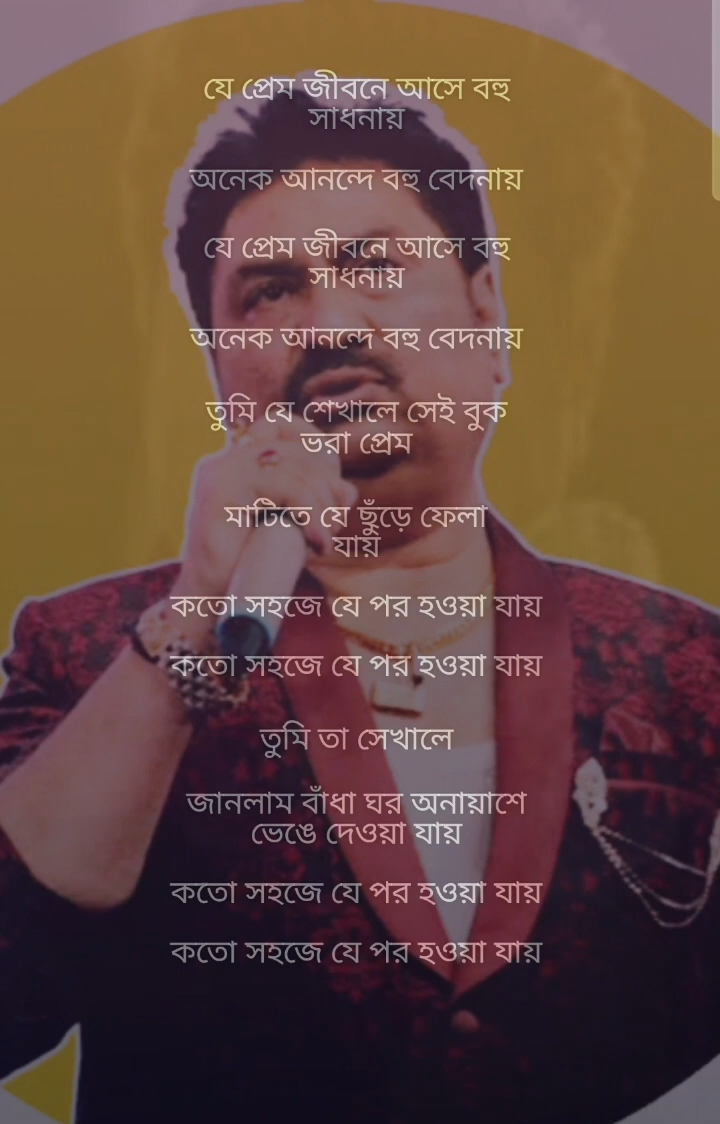 যে প্রেম জীবনে আসে বহু
সাধনায়
অনেক আনন্দে বহু বেদনায়
যে প্রেম জীবনে আসে বহু
সাধনায়
অনেক আনন্দে বহু বেদনায়
তুমি যে শেখালে সেই বুক
ভরা প্রেম
মাটিতে যে ছুঁড়ে ফেলা
যায়
কতো সহজে যে পর হওয়া যায়
কতো সহজে যে পর হওয়া যায়
তুমি তা সেখালে
জানলাম বাঁধা ঘর অনায়াশে
ভেঙে দেওয়া যায়
কতো সহজে যে পর হওয়া যায়
কতো সহজে যে পর হওয়া যায়